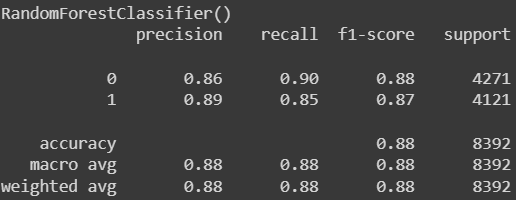 RandomForestClassifier()
precision recall f1-score support
0 0.86 0.90 0.88 4271
1 0.89 0.85 0.87 4121
accuracy 0.88 8392
macro avg 0.88 0.88 0.88 8392
weighted avg 0.88 0.88 0.88 8392